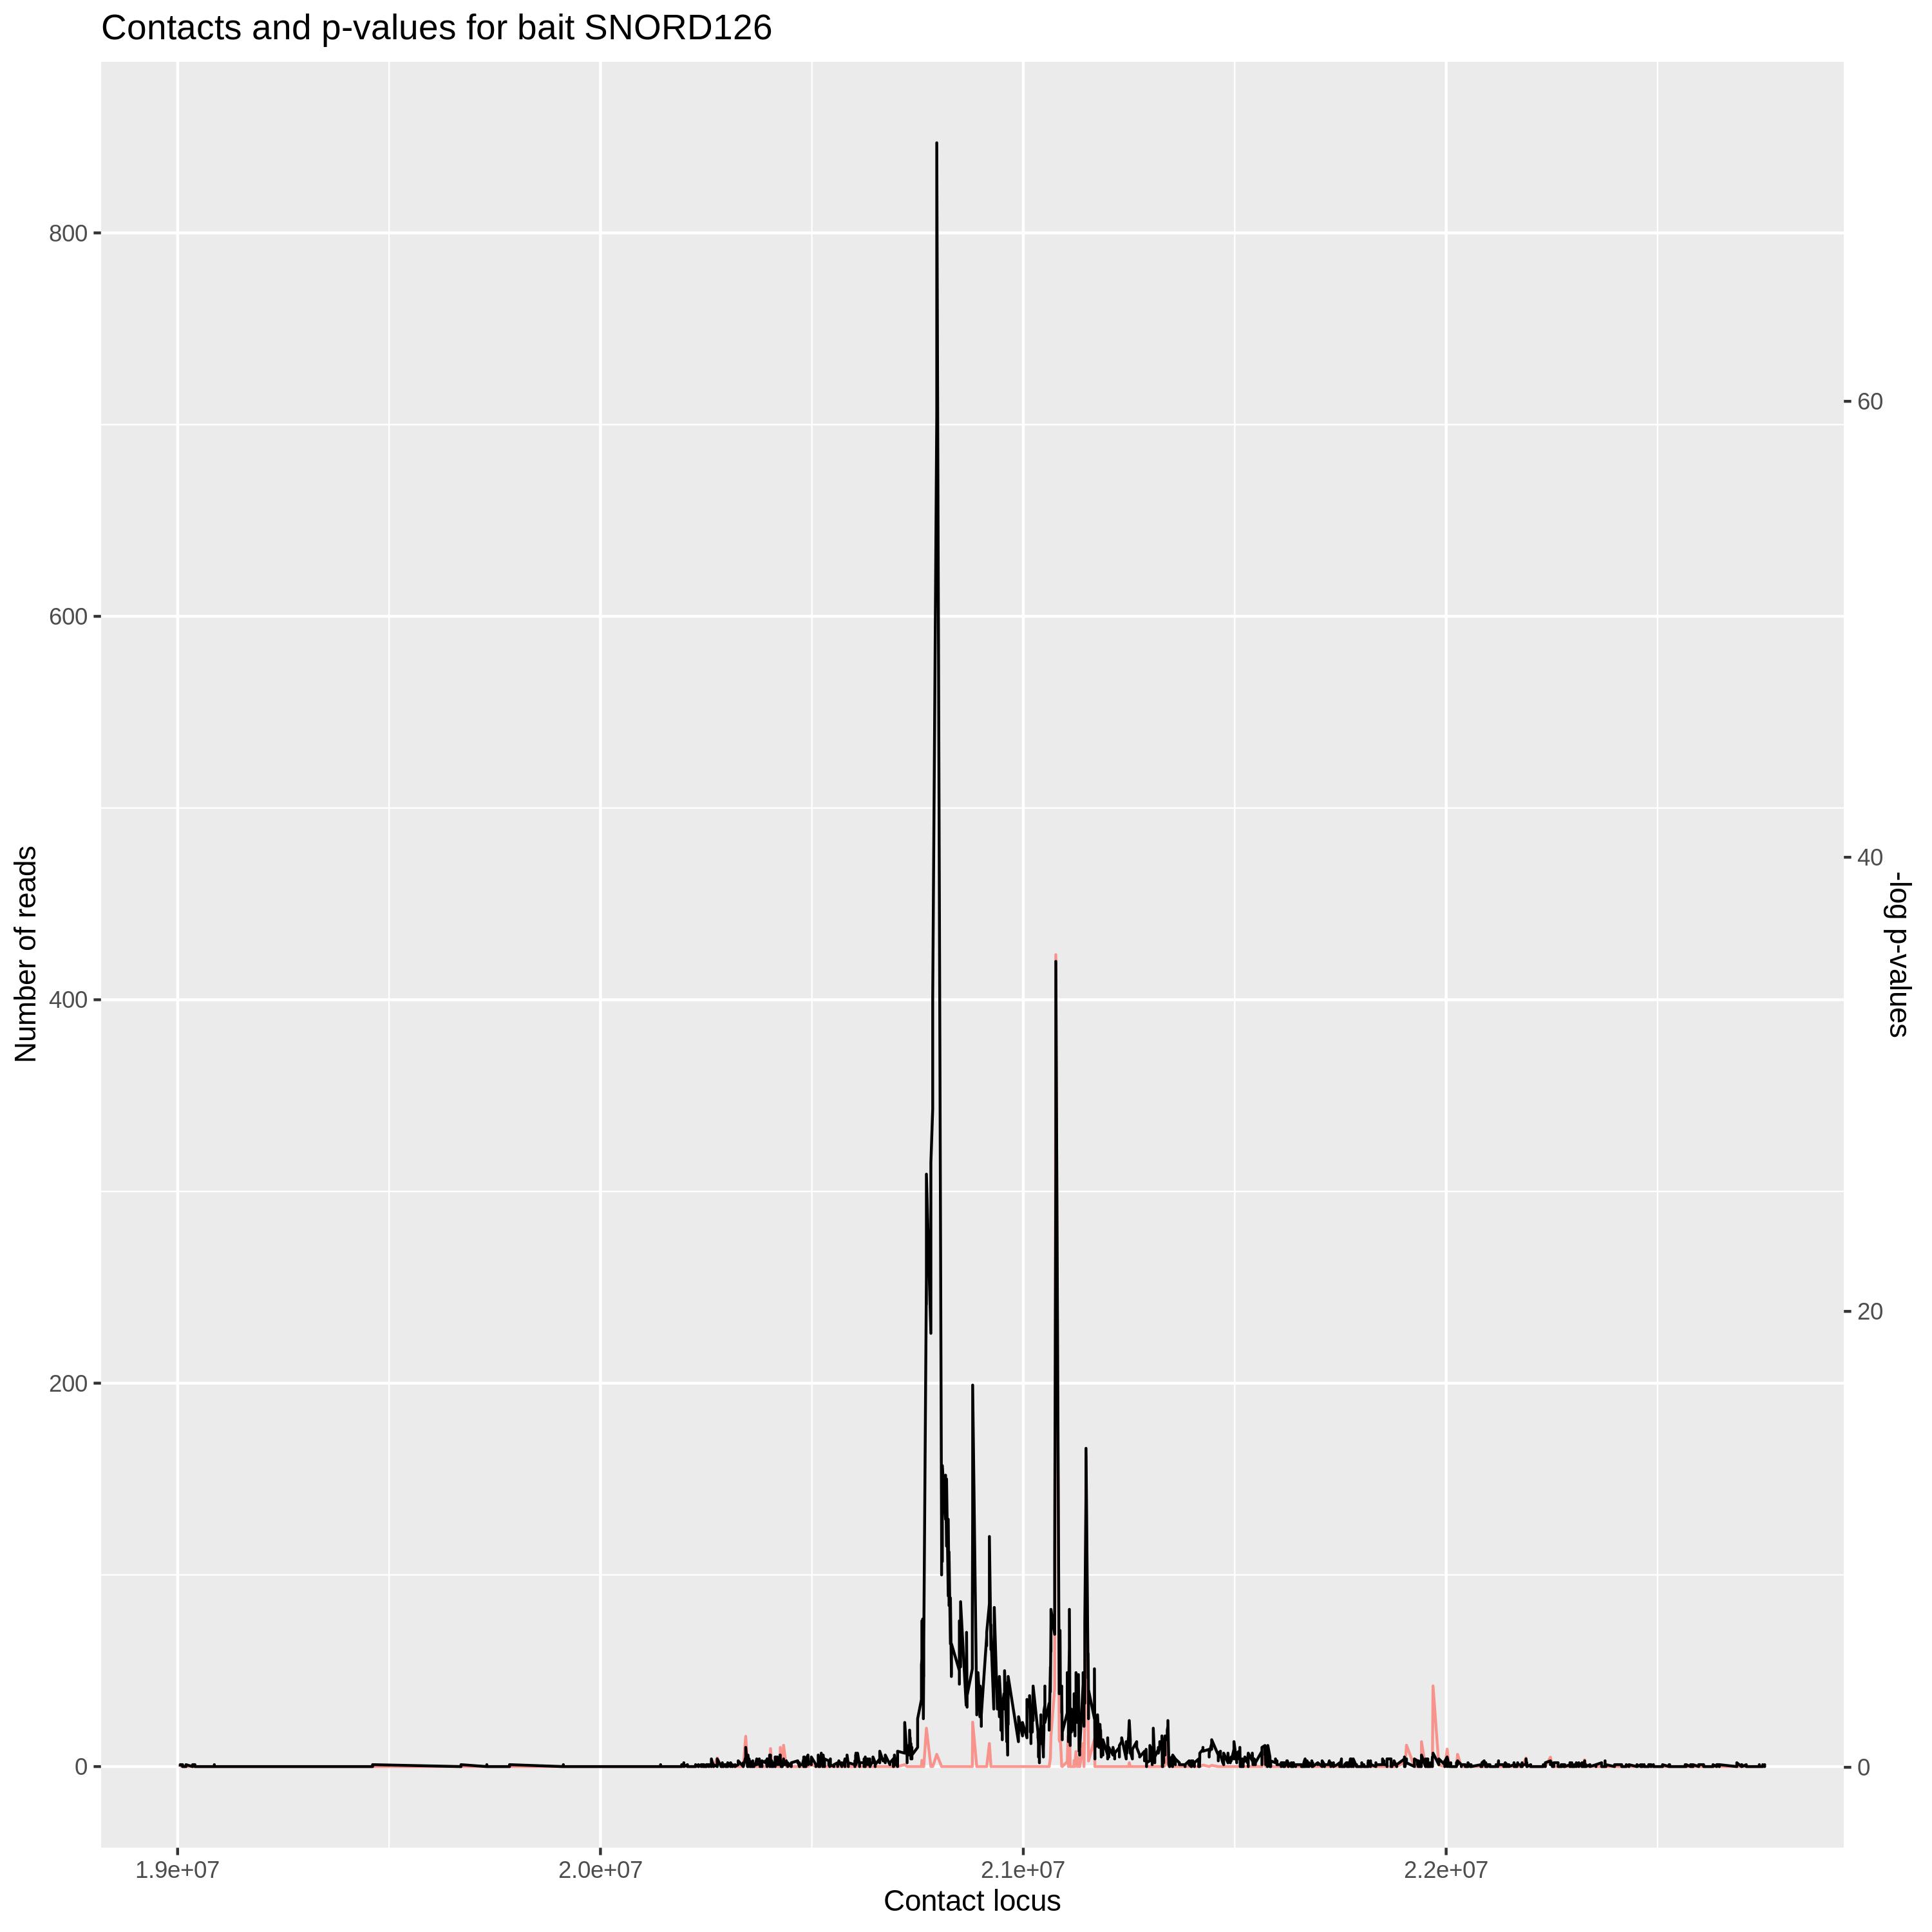 Contacts and p-values for bait SNORD126
800
600
400
200
0
Number of reads
60
40
20
0
-log p-values
1.9e+07 2.0e+07 2.1e+07 2.2e+07
Contact locus